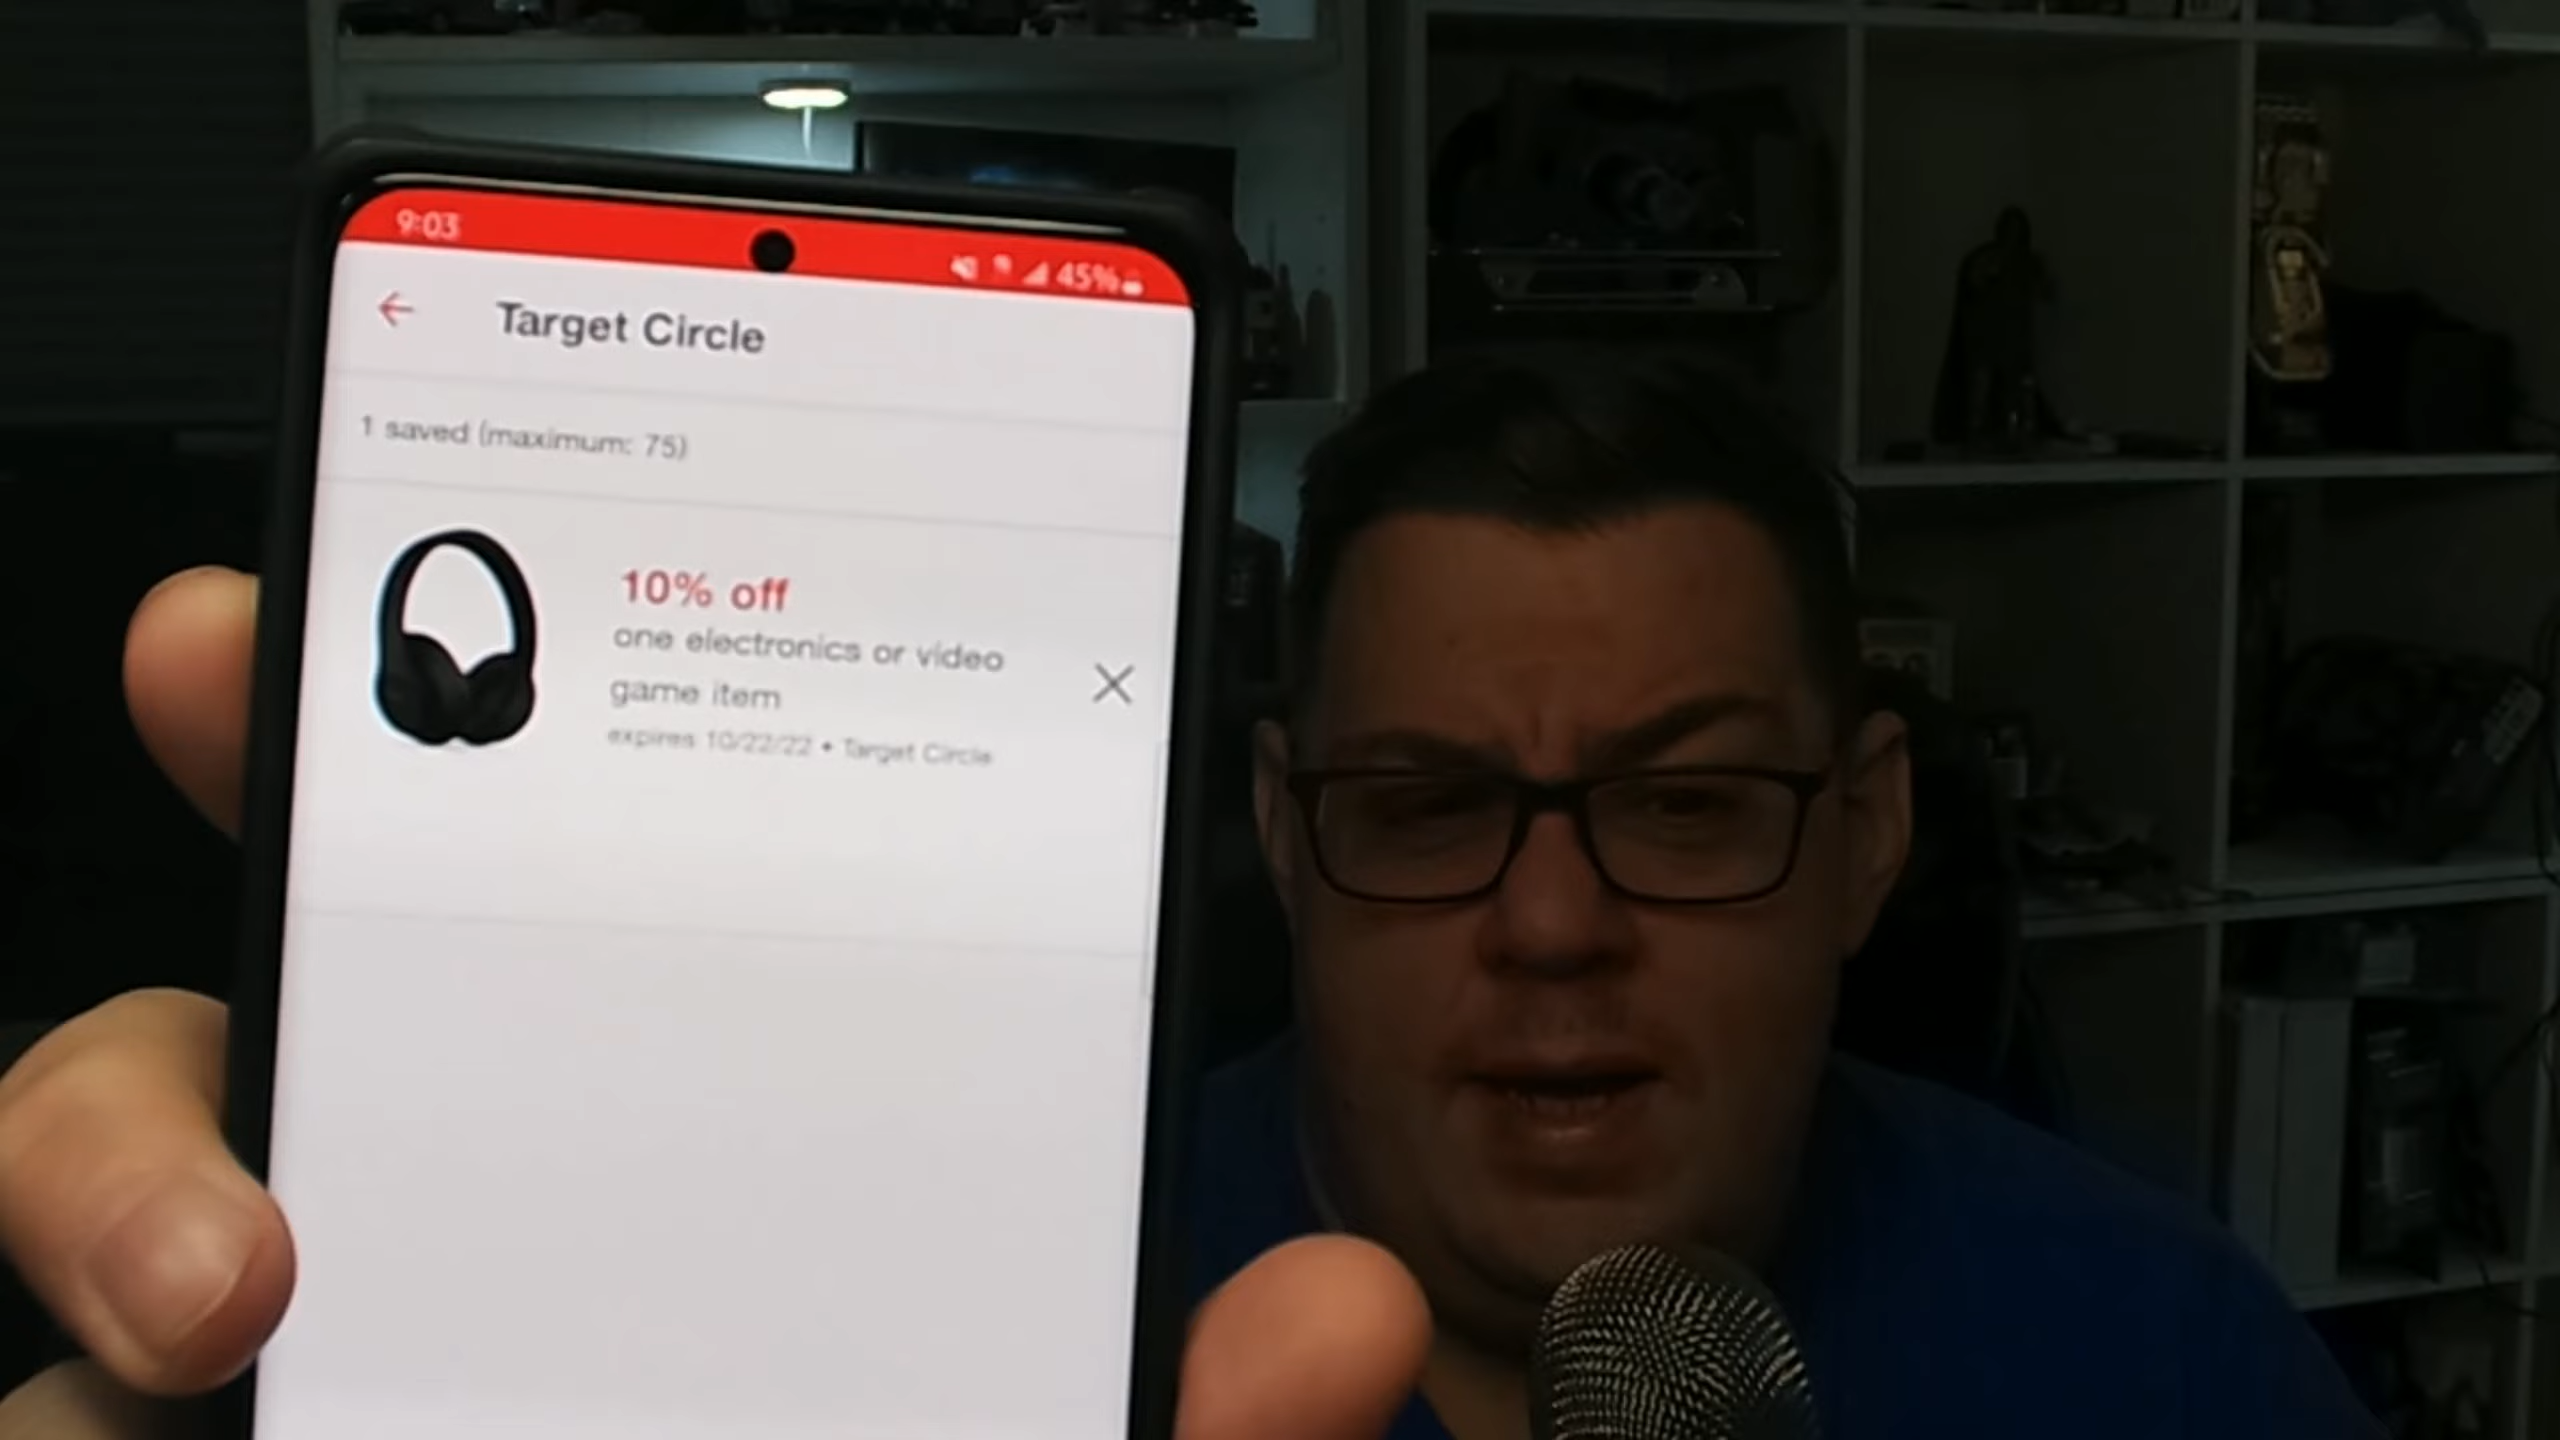 9:03
45%
Target Circle
1 saved (maximum: 75)
10% off
one electronics or video
game item
expires 10/22/22 • Target Circle